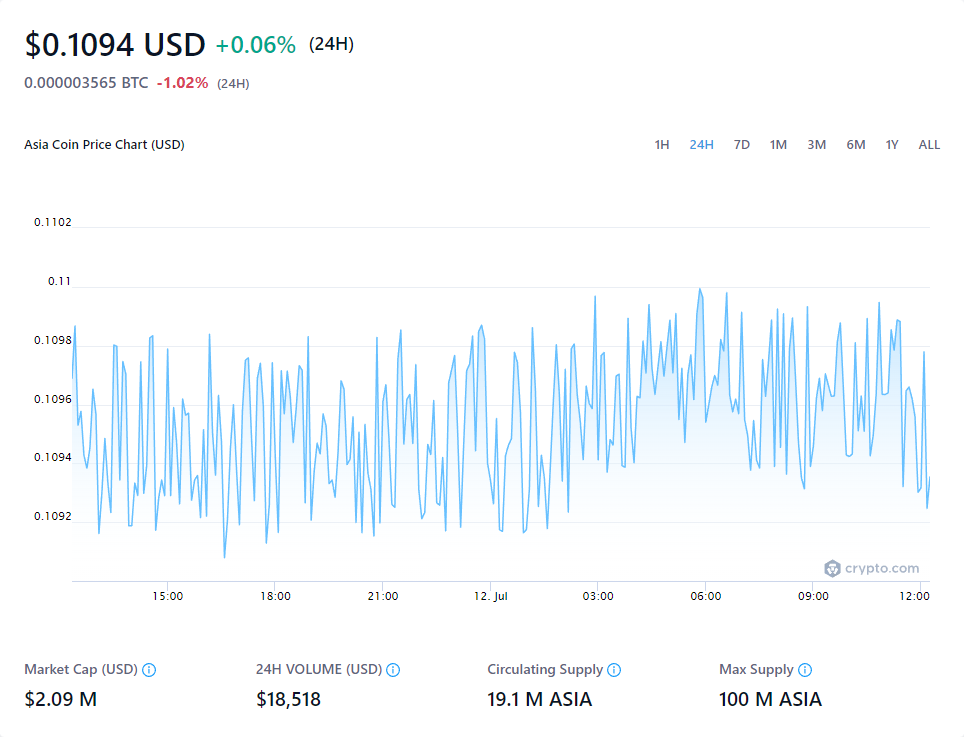 $0.1094 USD +0.06% (24H)
0.000003565 BTC -1.02% (24H)
Asia Coin Price Chart (USD) 1H 24H 7D 1M 3M 6M 1Y ALL
0.1102
0.11
0.1098
0.1096
0.1094
0.1092
crypto.com
15:00 18:00 21:00 12. Jul 03:00 06:00 09:00 12:00
Market Cap (USD) 24H VOLUME (USD) Circulating Supply Max Supply
$2.09 M $18,518 19.1 M ASIA 100 M ASIA